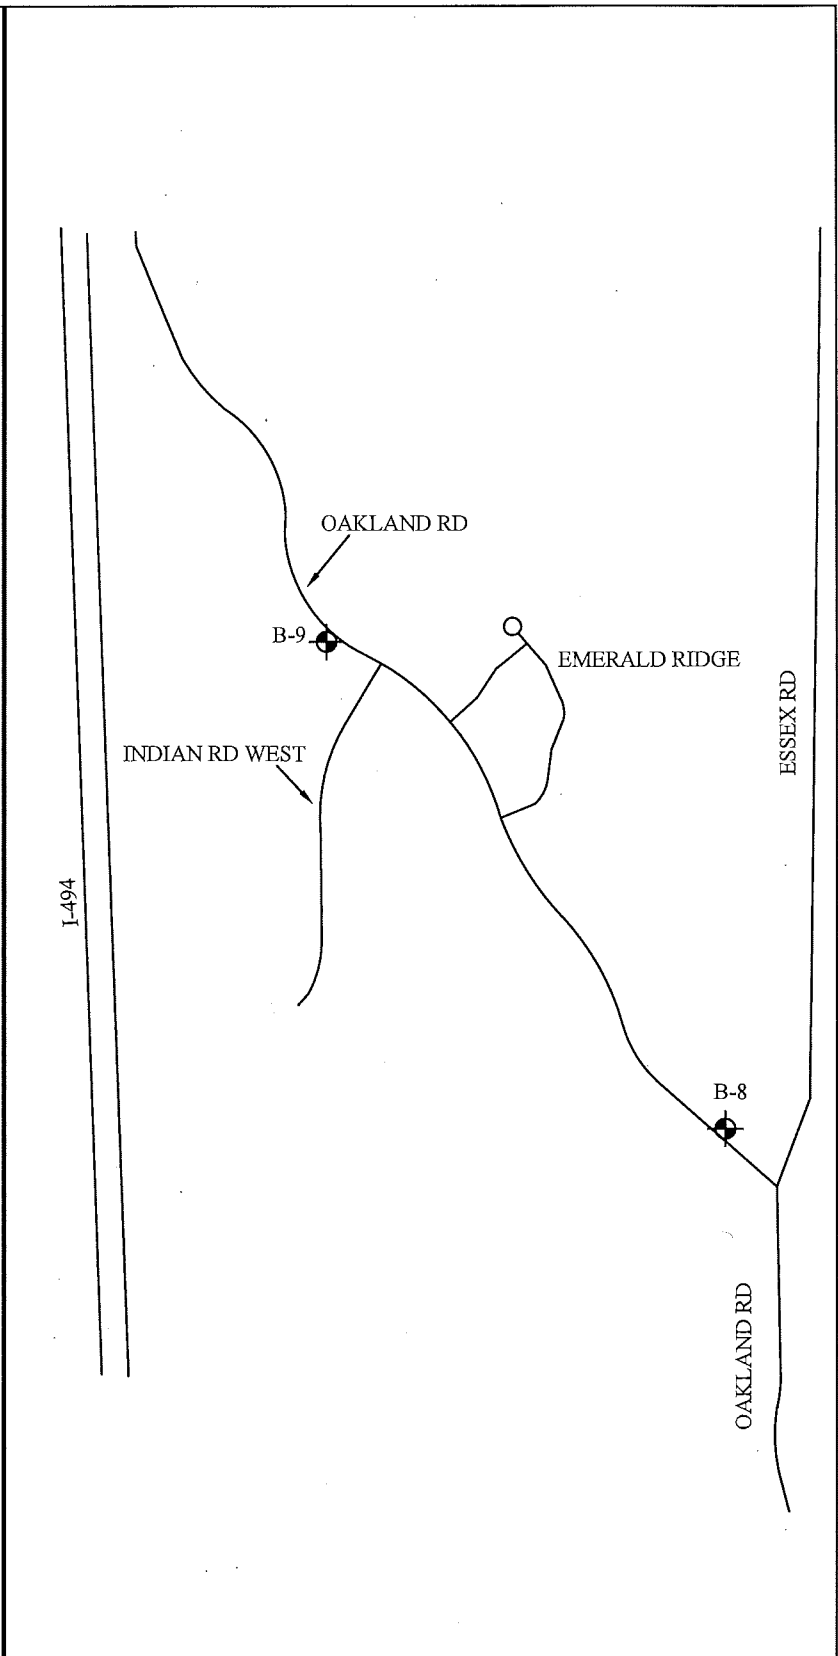 OAKLAND RD
B-9
EMERALD RIDGE
ESSEX RD
INDIAN RD WEST
I-494
B-8
OAKLAND RD